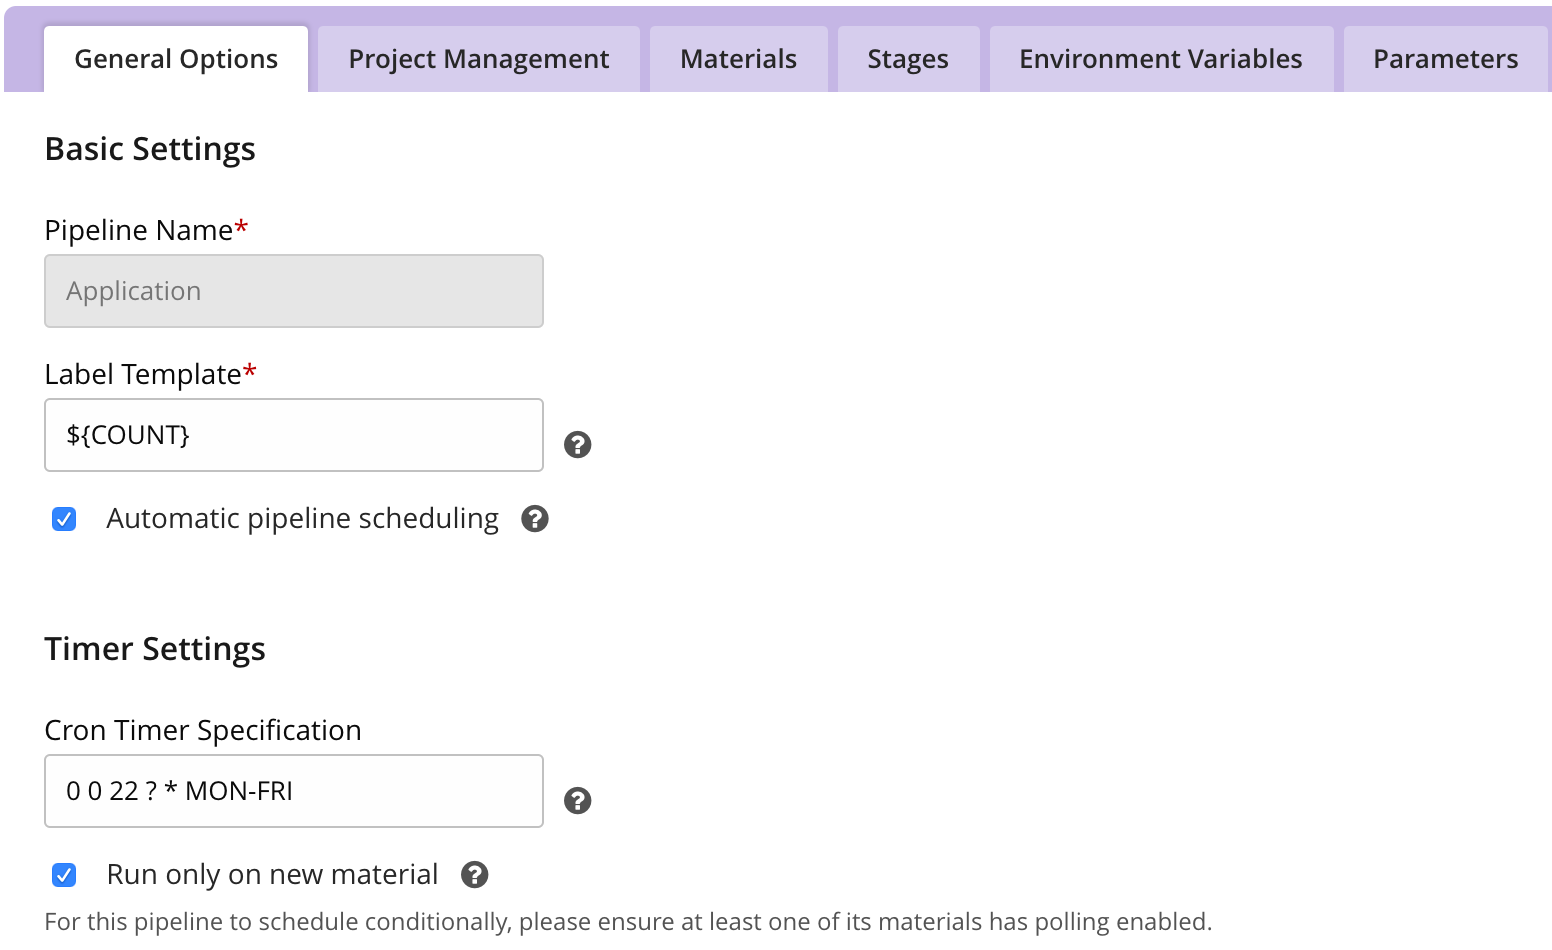 General Options Project Management Materials Stages Environment Variables Parameters
Basic Settings
Pipeline Name*
Application
Label Template*
${COUNT}
Automatic pipeline scheduling
Timer Settings
Cron Timer Specification
0 0 22 ? * MON-FRI
Run only on new material
For this pipeline to schedule conditionally, please ensure at least one of its materials has polling enabled.